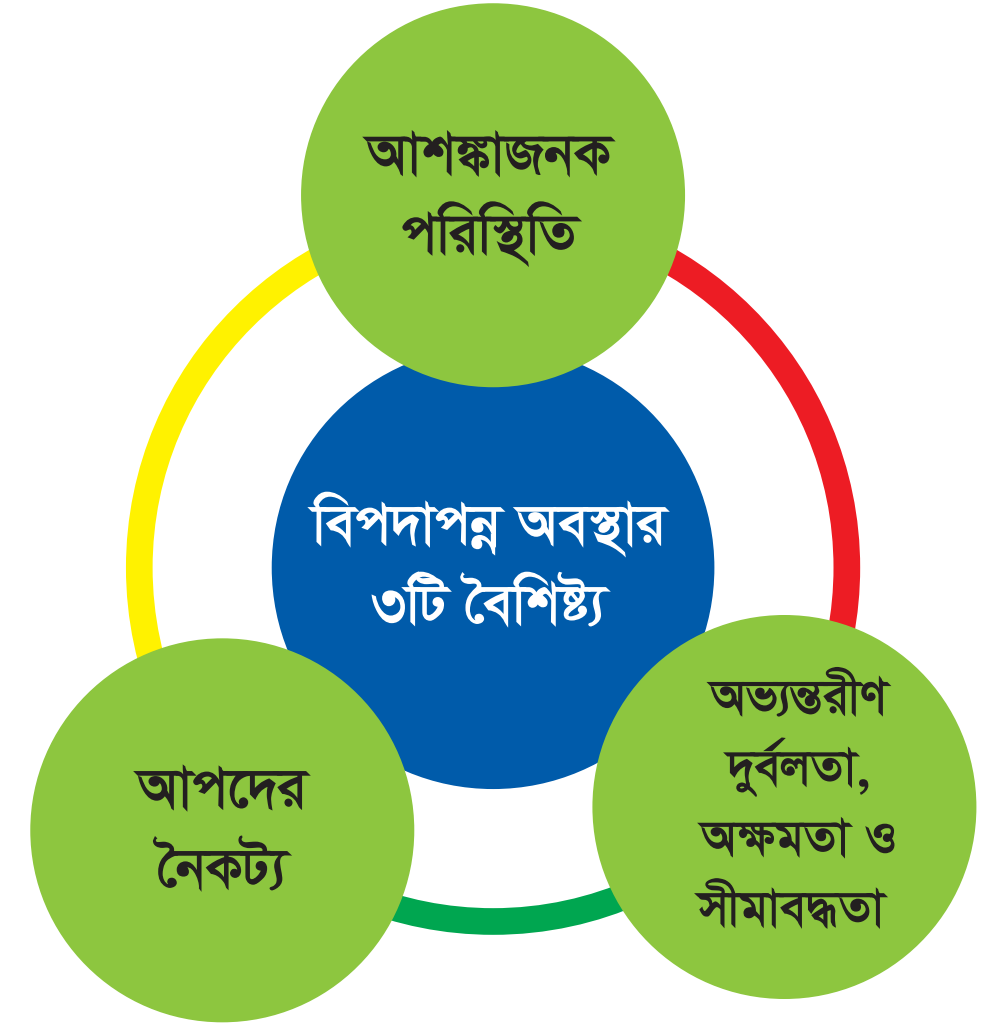 আশঙ্কাজনক
পরিস্থিতি
বিপদাপন্ন অবস্থার
৩টি বৈশিষ্ট্য
আপদের
নৈকট্য
অভ্যন্তরীণ
দুর্বলতা,
অক্ষমতা ও
সীমাবদ্ধতা